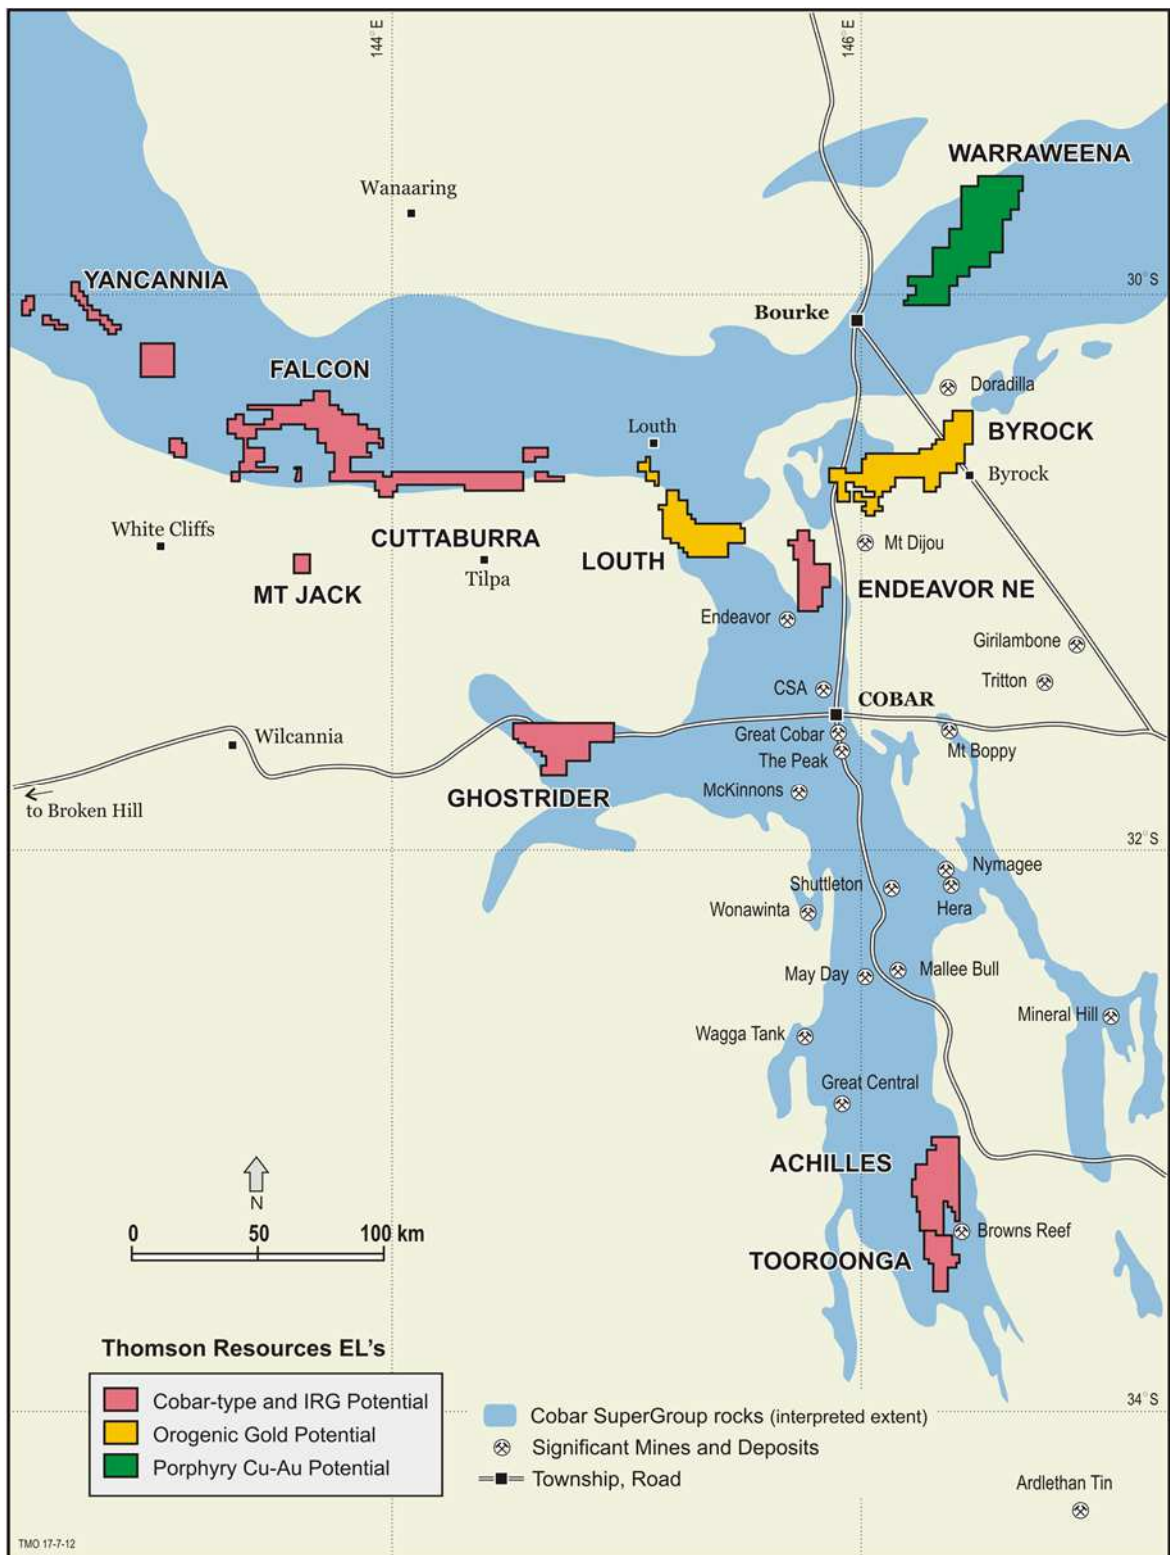 144°E
146°E
WARRAWEENA
Wanaaring
YANCANNIA
30°S
Bourke
FALCON
Doradilla
BYROCK
Louth
Byrock
White Cliffs
CUTTABURRA
Mt Dijou
LOUTH
Tilpa
MT JACK
ENDEAVOR NE
Endeavor
Girilambone
Tritton
CSA
COBAR
Wilcannia
Great Cobar
The Peak
Mt Boppy
McKinnons
GHOSTRIDER
to Broken Hill
32°S
Nymagee
Shuttleton
Hera
Wonawinta
May Day
Mallee Bull
Mineral Hill
Wagga Tank
Great Central
ACHILLES
N
Browns Reef
0 50 100 km
TOOROONGA
Thomson Resources EL's
Cobar-type and IRG Potential
Orogenic Gold Potential
Porphyry Cu-Au Potential
34°S
Cobar SuperGroup rocks (interpreted extent)
Significant Mines and Deposits
Township, Road
Ardlethan Tin
TMO 17-7-12